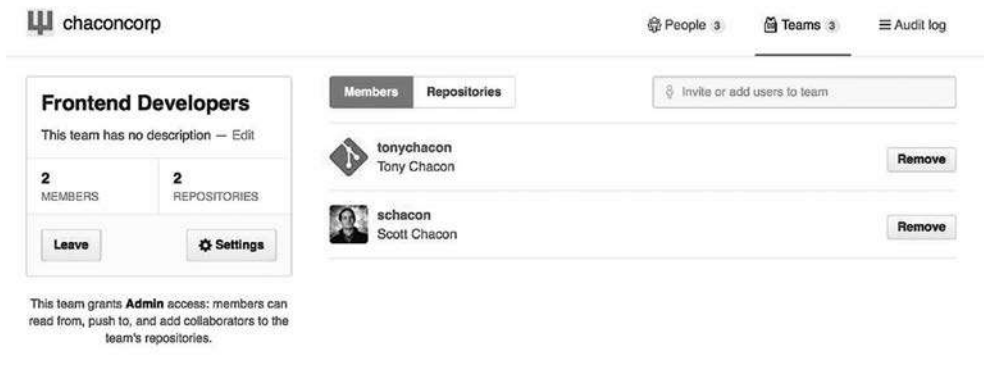 chaconcorp
People 3
Teams 3
Audit log
Frontend Developers
This team has no description — Edit
2
MEMBERS
2
REPOSITORIES
Leave
Settings
This team grants Admin access: members can
read from, push to, and add collaborators to the
team's repositories.
Members
Repositories
Invite or add users to team
tonychacon
Tony Chacon
Remove
schacon
Scott Chacon
Remove